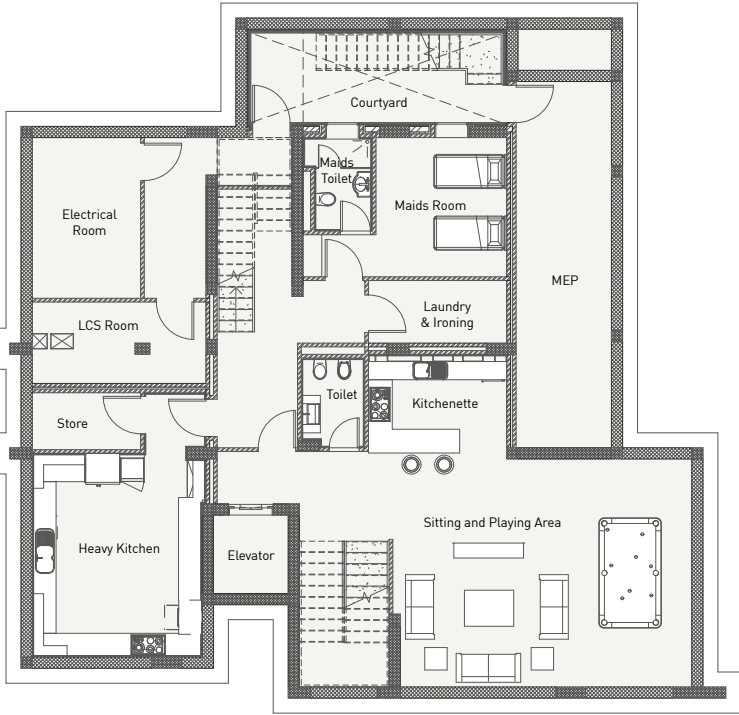 Courtyard
Maids
Toilet
Maids Room
Electrical
Room
MEP
Laundry
& Ironing
LCS Room
Toilet
Kitchenette
Store
Sitting and Playing Area
Heavy Kitchen
Elevator